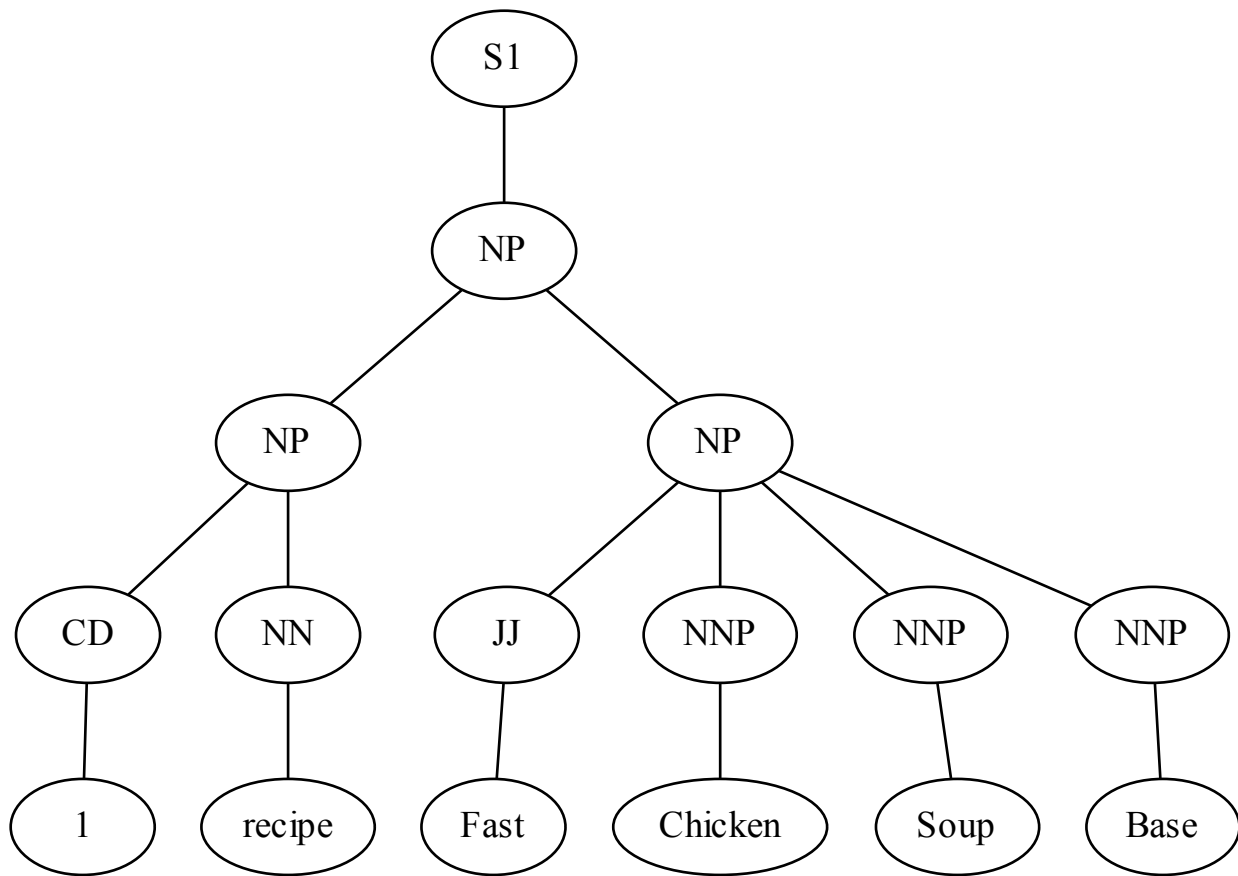 S1
NP
NP NP
CD NN JJ NNP NNP NNP
1 recipe Fast Chicken Soup Base